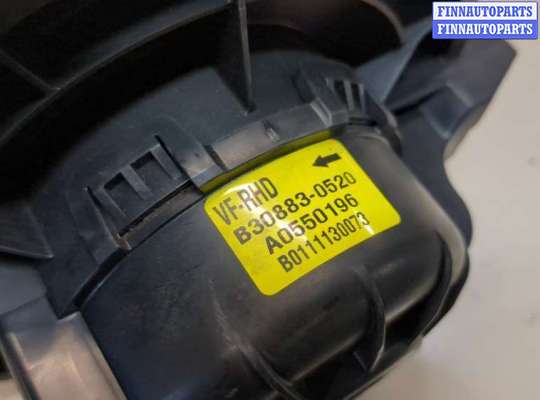 FINNAUTOPARTS
FINNAUTOPARTS
VF-RHD
B30883-0520
A0550196
B0111130073